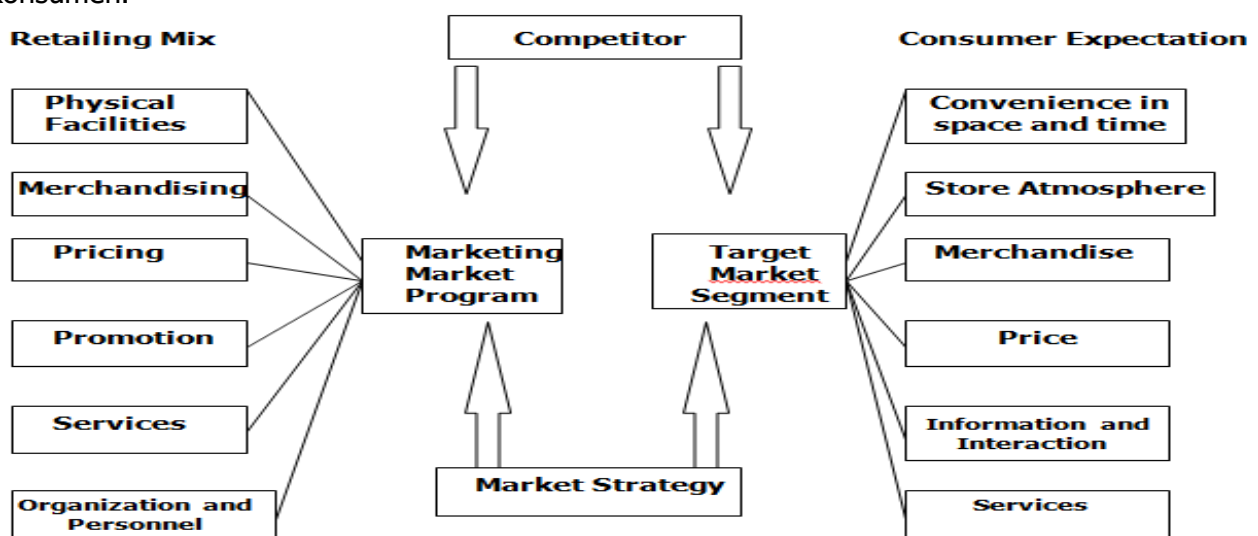 konsumen.
Retailing Mix
Competitor
Consumer Expectation
Physical
Facilities
Merchandising
Pricing
Promotion
Services
Organization and
Personnel
Marketing
Market
Program
Target
Market
Segment
Market Strategy
Convenience in
space and time
Store Atmosphere
Merchandise
Price
Information and
Interaction
Services